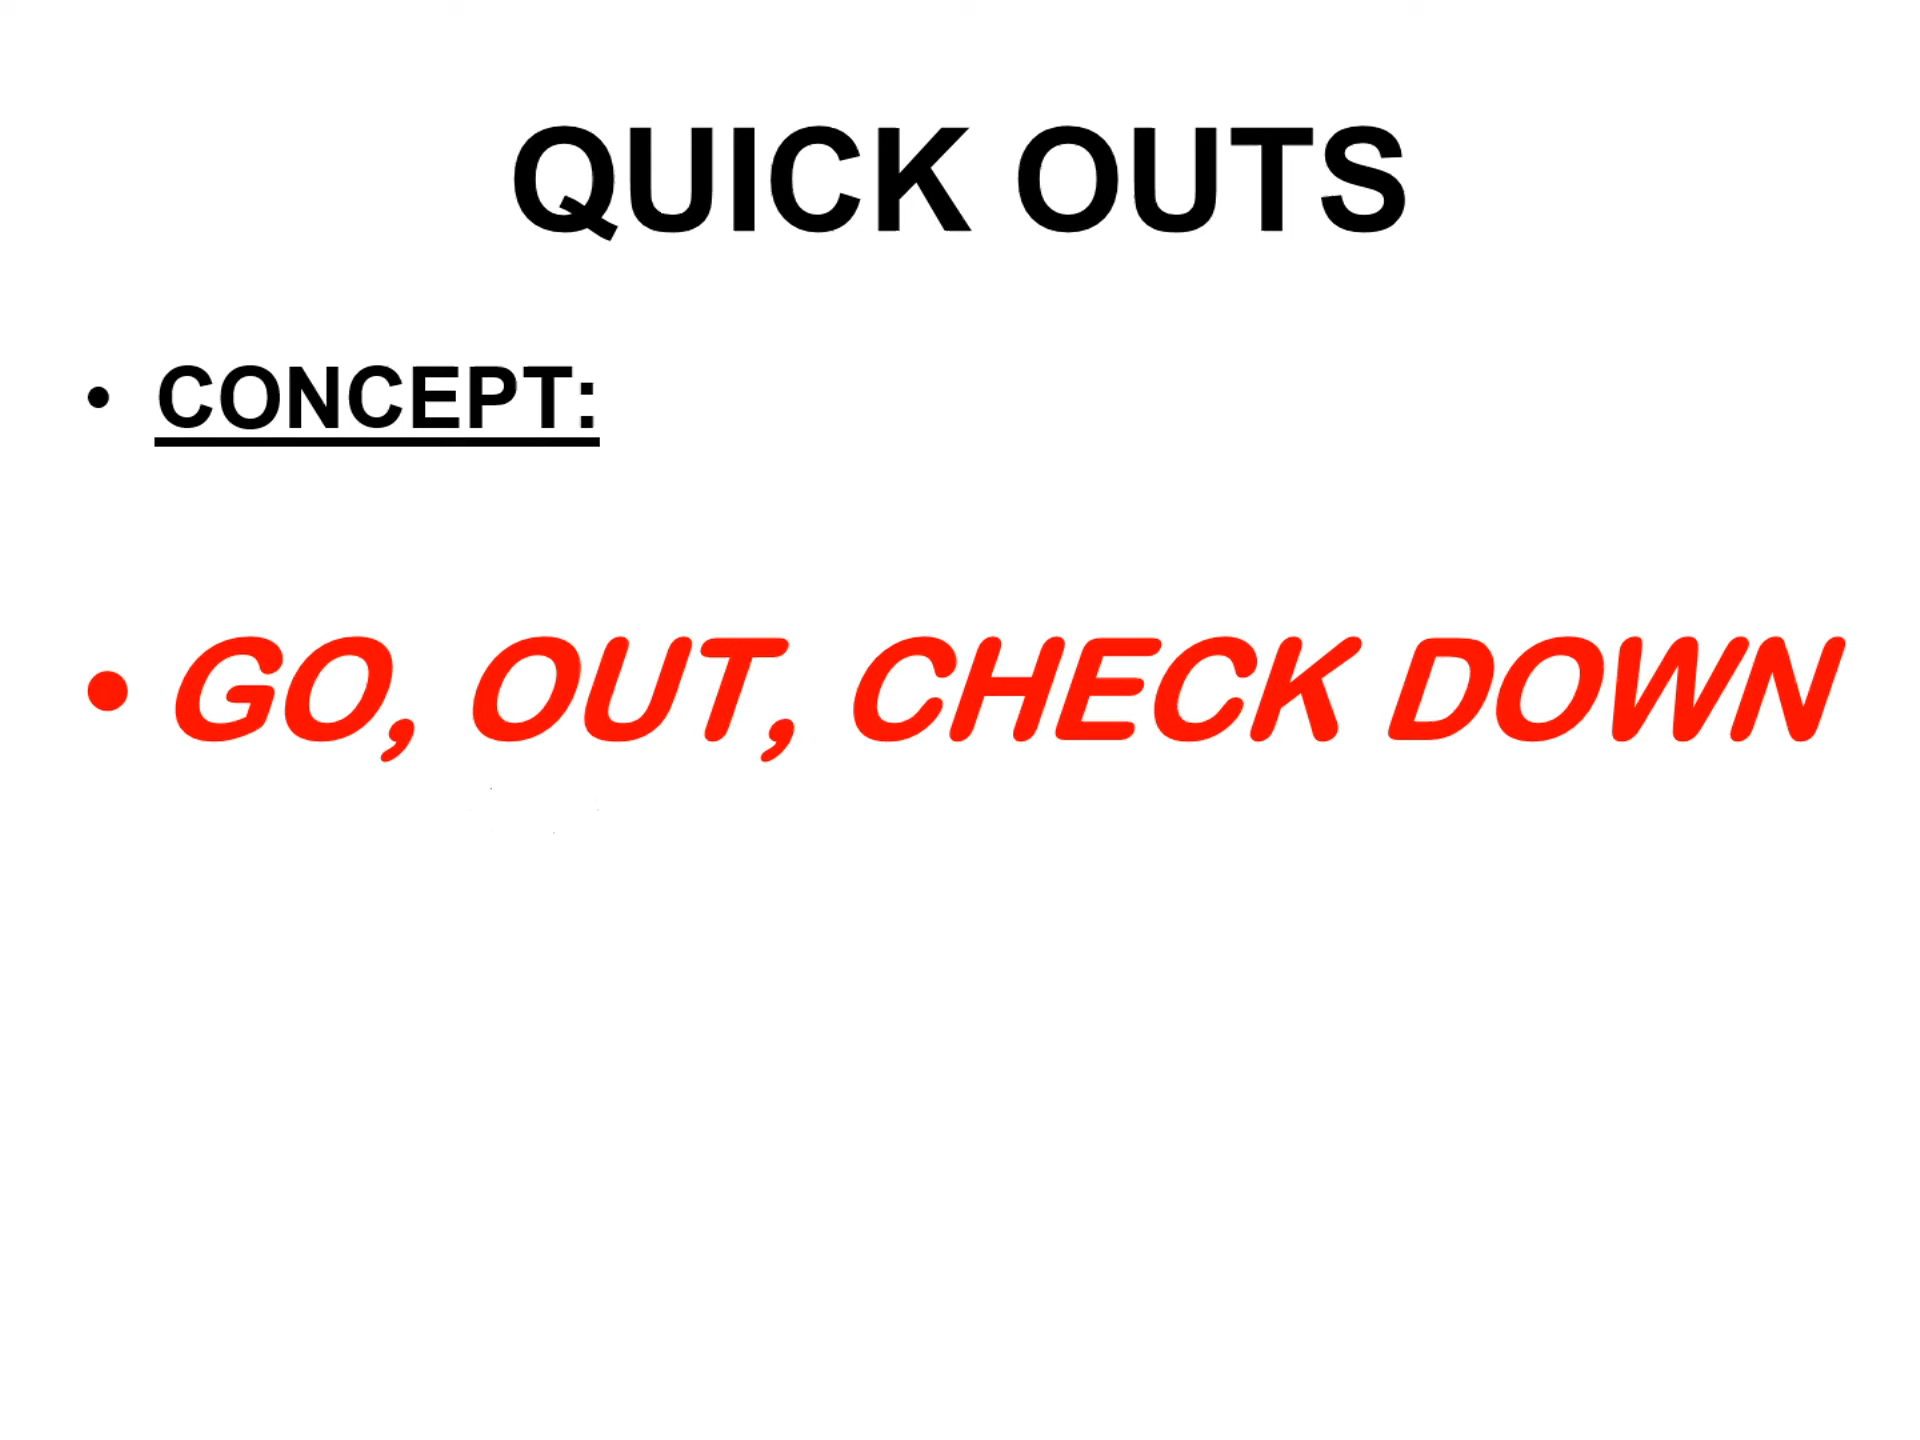 QUICK OUTS
• CONCEPT:
• GO, OUT, CHECK DOWN